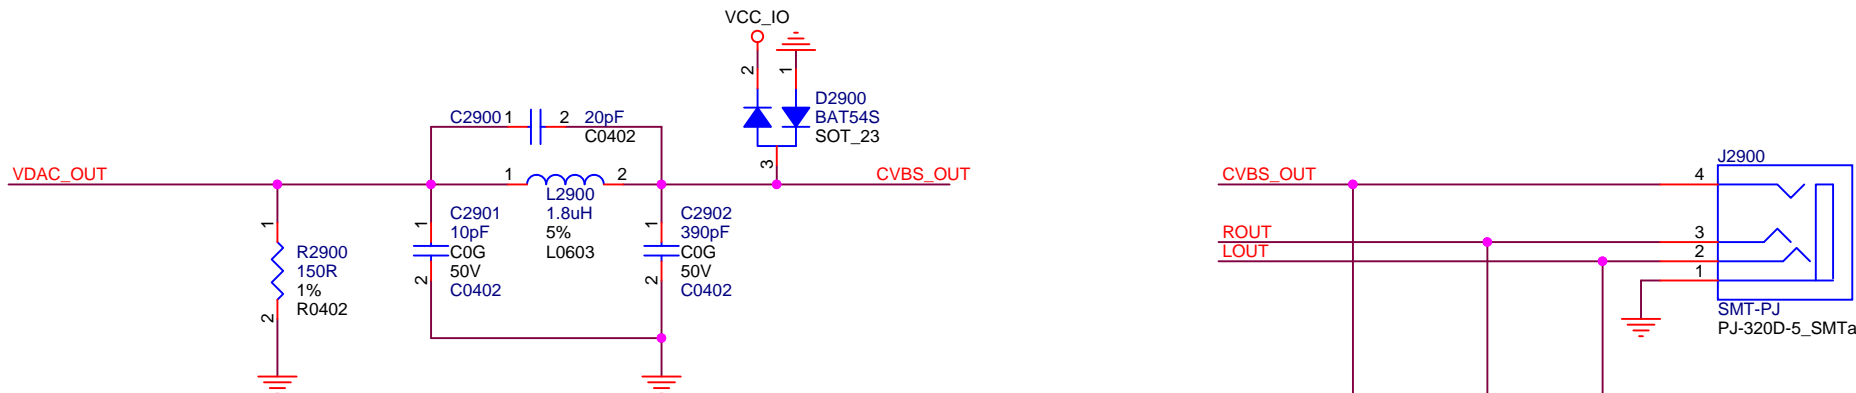 VCC_IO
2
1
D2900
BAT54S
SOT_23
3
C2900 1
2 20pF
C0402
VDAC_OUT
1
2
L2900
1.8uH
5%
L0603
CVBS_OUT
1
R2900
150R
1%
R0402
2
1
C2901
10pF
C0G
50V
C0402
2
1
C2902
390pF
C0G
50V
C0402
2
J2900
CVBS_OUT
4
ROUT
3
LOUT
2
1
SMT-PJ
PJ-320D-5_SMTa